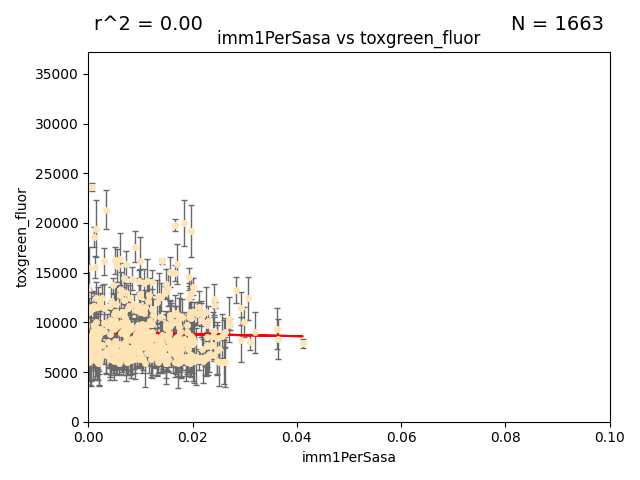 r^2 = 0.00
N = 1663
imm1PerSasa vs toxgreen_fluor
35000
30000
25000
20000
15000
10000
5000
0
toxgreen_fluor
0.00
0.02
0.04
0.06
0.08
0.10
imm1PerSasa